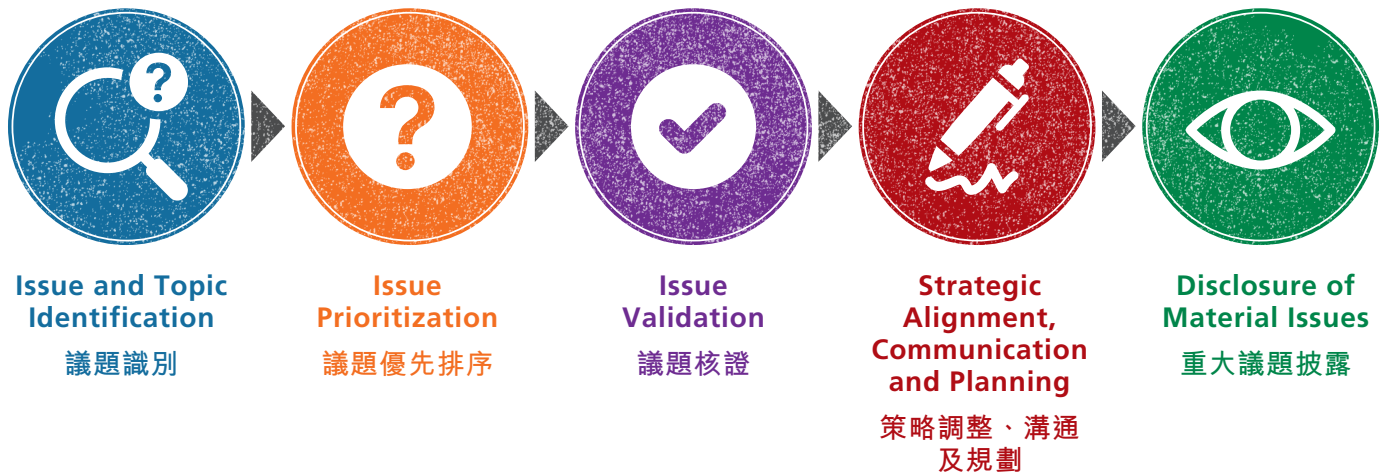 ?
?
Issue and Topic
Identification
議題識別
Issue
Prioritization
議題優先排序
Issue
Validation
議題核證
Strategic
Alignment,
Communication
and Planning
策略調整、溝通
及規劃
Disclosure of
Material Issues
重大議題披露